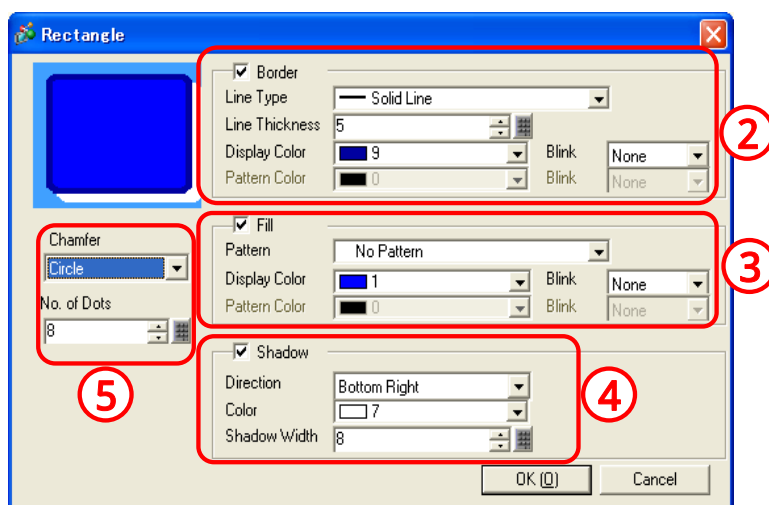 Rectangle
Border
Line Type
Solid Line
Line Thickness
5
Display Color
9
Blink
None
Pattern Color
0
Blink
None
②
Fill
Pattern
No Pattern
Display Color
1
Blink
None
Pattern Color
0
Blink
None
③
Chamfer
Circle
No. of Dots
8
⑤
Shadow
Direction
Bottom Right
Color
7
Shadow Width
8
④
OK (O)
Cancel